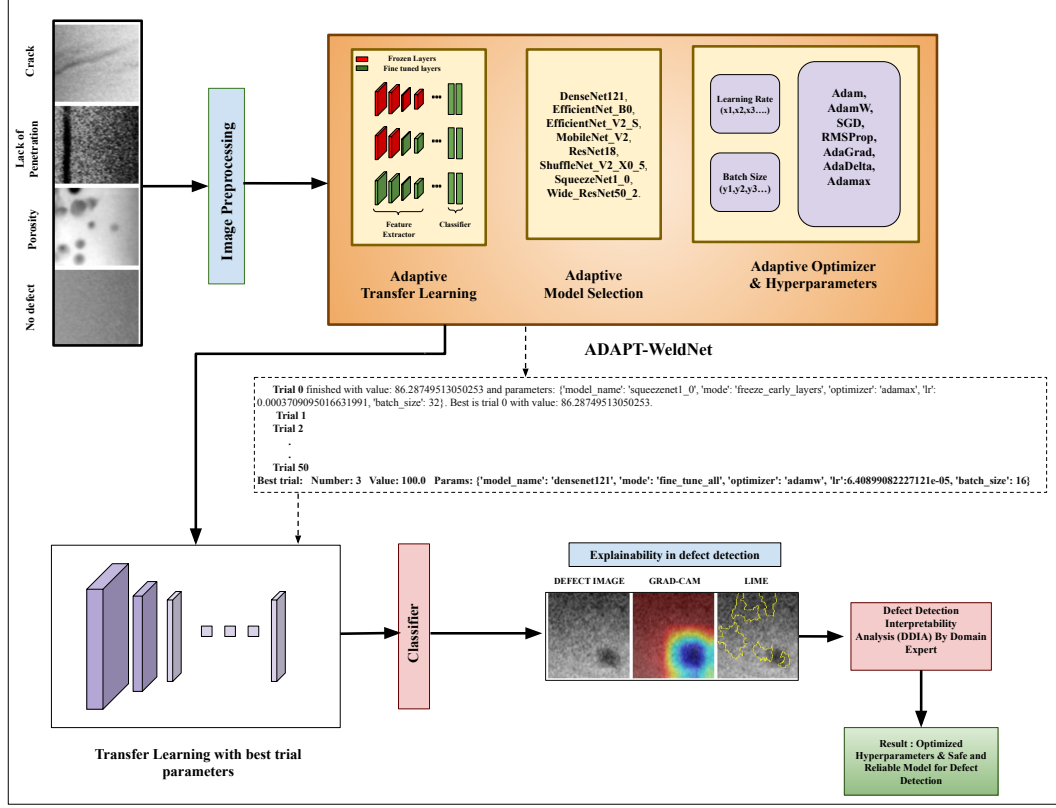 Crack
Lack of
Penetration
Porosity
No defect
Image Preprocessing
Frozen Layers
Fine tuned layers
Feature
Extractor
Classifier
Adaptive
Transfer Learning
DenseNet121,
EfficientNet_B0,
EfficientNet_V2_S,
MobileNet_V2,
ResNet18,
ShuffleNet_V2_X0_5,
SqueezeNet1_0,
Wide_ResNet50_2.
Adaptive
Model Selection
Learning Rate
(x1,x2,x3….)
Batch Size
(y1,y2,y3…)
Adam,
AdamW,
SGD,
RMSProp,
AdaGrad,
AdaDelta,
Adamax
Adaptive Optimizer
& Hyperparameters
ADAPT-WeldNet
Trial 0 finished with value: 86.28749513050253 and parameters: {'model_name': 'squeezenet1_0', 'mode': 'freeze_early_layers', 'optimizer': 'adamax', 'lr':
0.0003709095016631991, 'batch_size': 32}. Best is trial 0 with value: 86.28749513050253.
Trial 1
Trial 2
.
.
Trial 50
Best trial: Number: 3 Value: 100.0 Params: {'model_name': 'densenet121', 'mode': 'fine_tune_all', 'optimizer': 'adamw', 'lr':6.40899082227121e-05, 'batch_size': 16}
Transfer Learning with best trial
parameters
Classifier
Explainability in defect detection
DEFECT IMAGE
GRAD-CAM
LIME
Defect Detection
Interpretability
Analysis (DDIA) By Domain
Expert
Result : Optimized
Hyperparameters & Safe and
Reliable Model for Defect
Detection